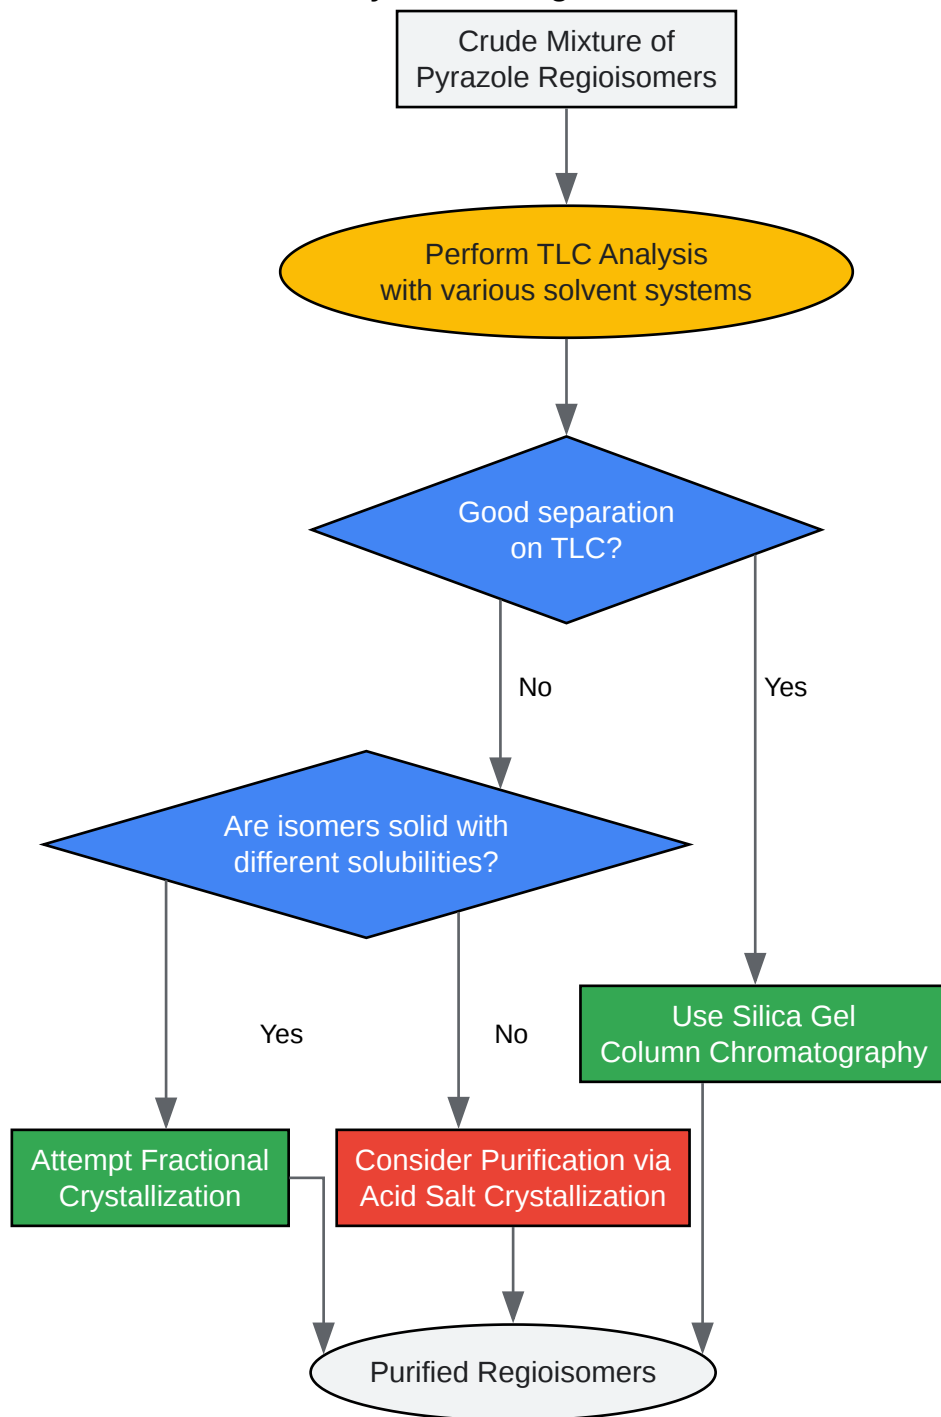 Crude Mixture of
Pyrazole Regioisomers
Perform TLC Analysis
with various solvent systems
Good separation
on TLC?
No
Yes
Are isomers solid with
different solubilities?
Yes
No
Use Silica Gel
Column Chromatography
Attempt Fractional
Crystallization
Consider Purification via
Acid Salt Crystallization
Purified Regioisomers